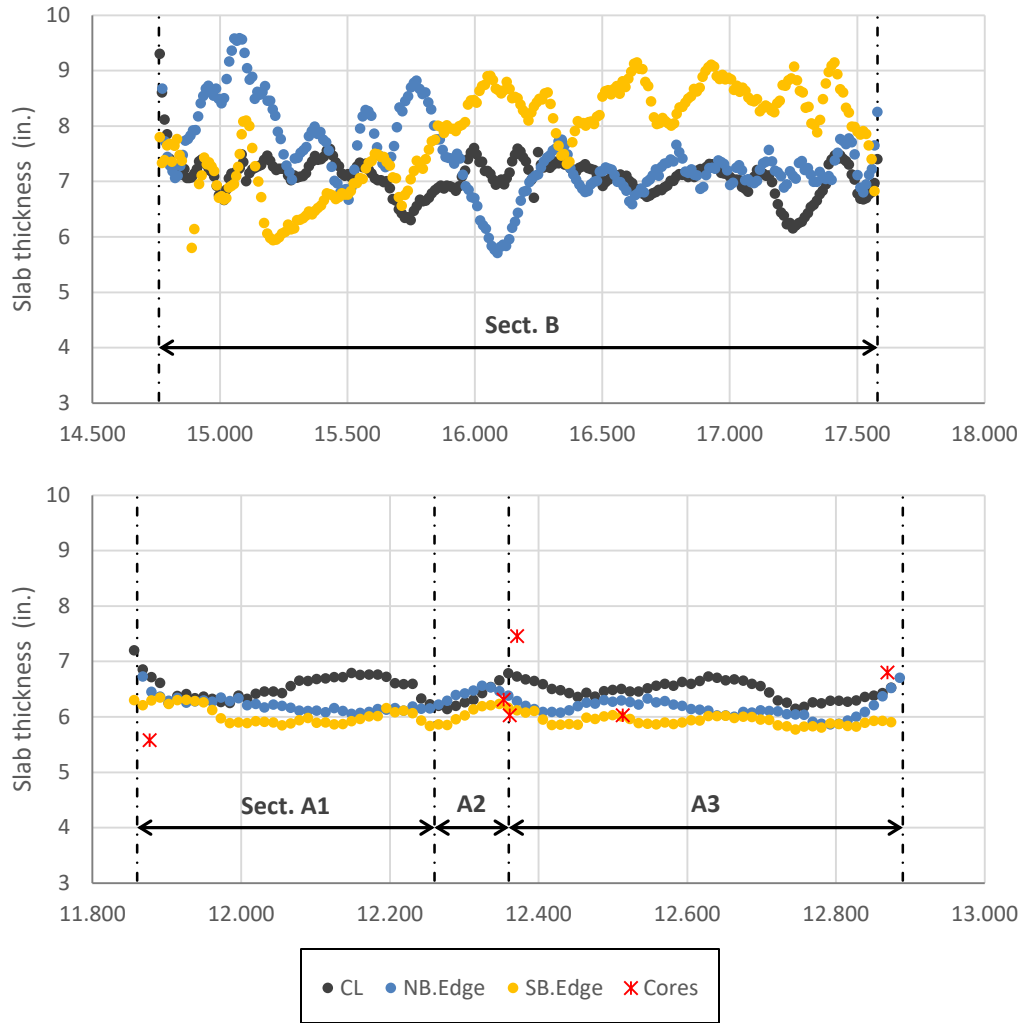 10
9
8
7
6
5
4
3
Slab thickness (in.)
Sect. B
14.500 15.000 15.500 16.000 16.500 17.000 17.500 18.000
10
9
8
7
6
5
4
3
Slab thickness (in.)
Sect. A1 A2 A3
11.800 12.000 12.200 12.400 12.600 12.800 13.000
CL NB.Edge SB.Edge Cores